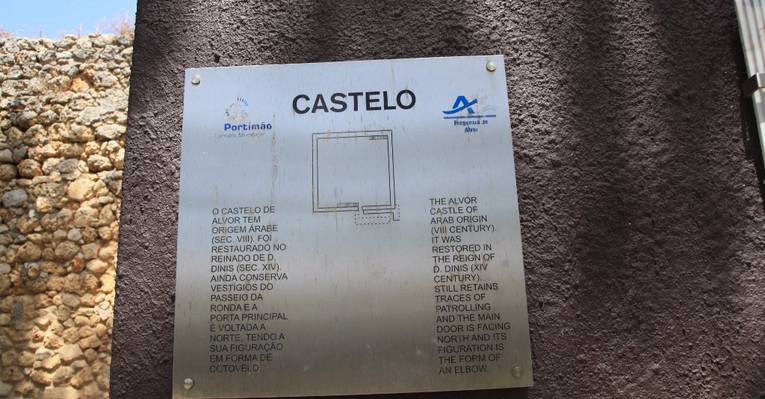 CASTELO
Portimão
Freguesia de
Alvor
O CASTELO DE
ALVOR TEM
ORIGEM ÁRABE
(SEC. VIII). FOI
RESTAURADO NO
REINADO DE D.
DINIS (SEC. XIV)
AINDA CONSERVA
VESTÍGIOS DO
PASSEIO DA
RONDA E A
PORTA PRINCIPAL
É VOLTADA A
NORTE, TENDO A
SUA FIGURAÇÃO
EM FORMA DE
COTOVELO.
THE ALVOR
CASTLE OF
ARAB ORIGIN
(VIII CENTURY).
IT WAS
RESTORED IN
THE REIGN OF
D. DINIS (XIV
CENTURY).
STILL RETAINS
TRACES OF
PATROLLING
AND THE MAIN
DOOR IS FACING
NORTH AND ITS
FIGURATION IS
THE FORM OF
AN ELBOW.